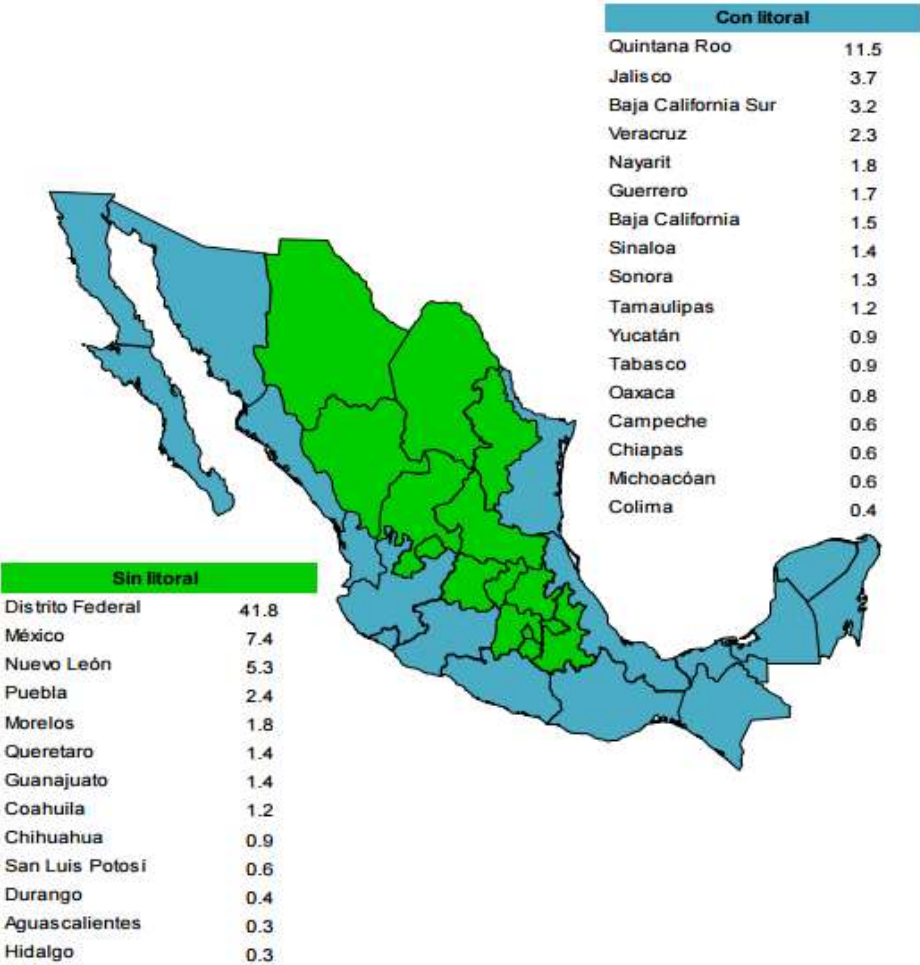 Con litoral
Quintana Roo 11.5
Jalisco 3.7
Baja California Sur 3.2
Veracruz 2.3
Nayarit 1.8
Guerrero 1.7
Baja California 1.5
Sinaloa 1.4
Sonora 1.3
Tamaulipas 1.2
Yucatán 0.9
Tabasco 0.9
Oaxaca 0.8
Campeche 0.6
Chiapas 0.6
Michoacóan 0.6
Colima 0.4
Sin litoral
Distrito Federal 41.8
México 7.4
Nuevo León 5.3
Puebla 2.4
Morelos 1.8
Queretaro 1.4
Guanajuato 1.4
Coahuila 1.2
Chihuahua 0.9
San Luis Potosí 0.6
Durango 0.4
Aguascalientes 0.3
Hidalgo 0.3